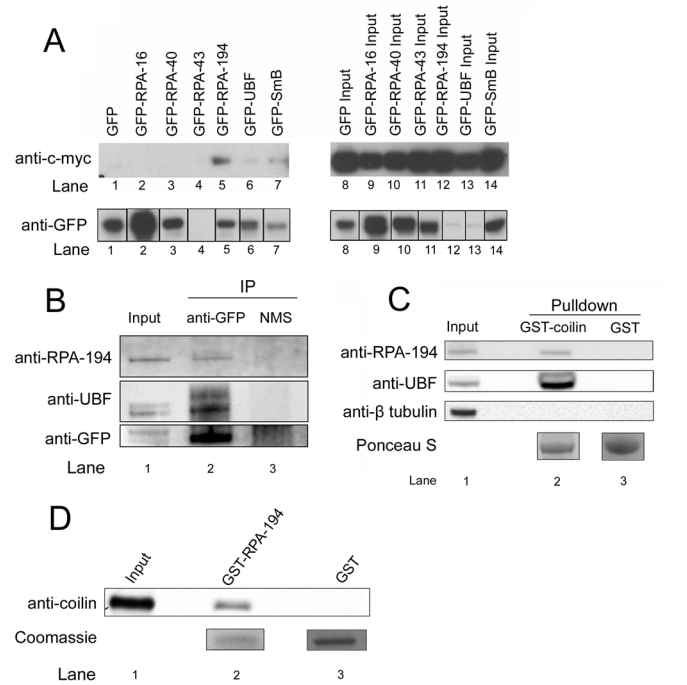 A
GFP
GFP-RPA-16
GFP-RPA-40
GFP-RPA-43
GFP-RPA-194
GFP-UBF
GFP-SmB
GFP Input
GFP-RPA-16 Input
GFP-RPA-40 Input
GFP-RPA-43 Input
GFP-RPA-194 Input
GFP-UBF Input
GFP-SmB Input
anti-c-myc
Lane 1 2 3 4 5 6 7 8 9 10 11 12 13 14
anti-GFP
Lane 1 2 3 4 5 6 7 8 9 10 11 12 13 14
B
IP
Input anti-GFP NMS
anti-RPA-194
anti-UBF
anti-GFP
Lane 1 2 3
C
Pulldown
Input GST-coilin GST
anti-RPA-194
anti-UBF
anti-β tubulin
Ponceau S
Lane 1 2 3
D
Input GST-RPA-194 GST
anti-coilin
Coomassie
Lane 1 2 3